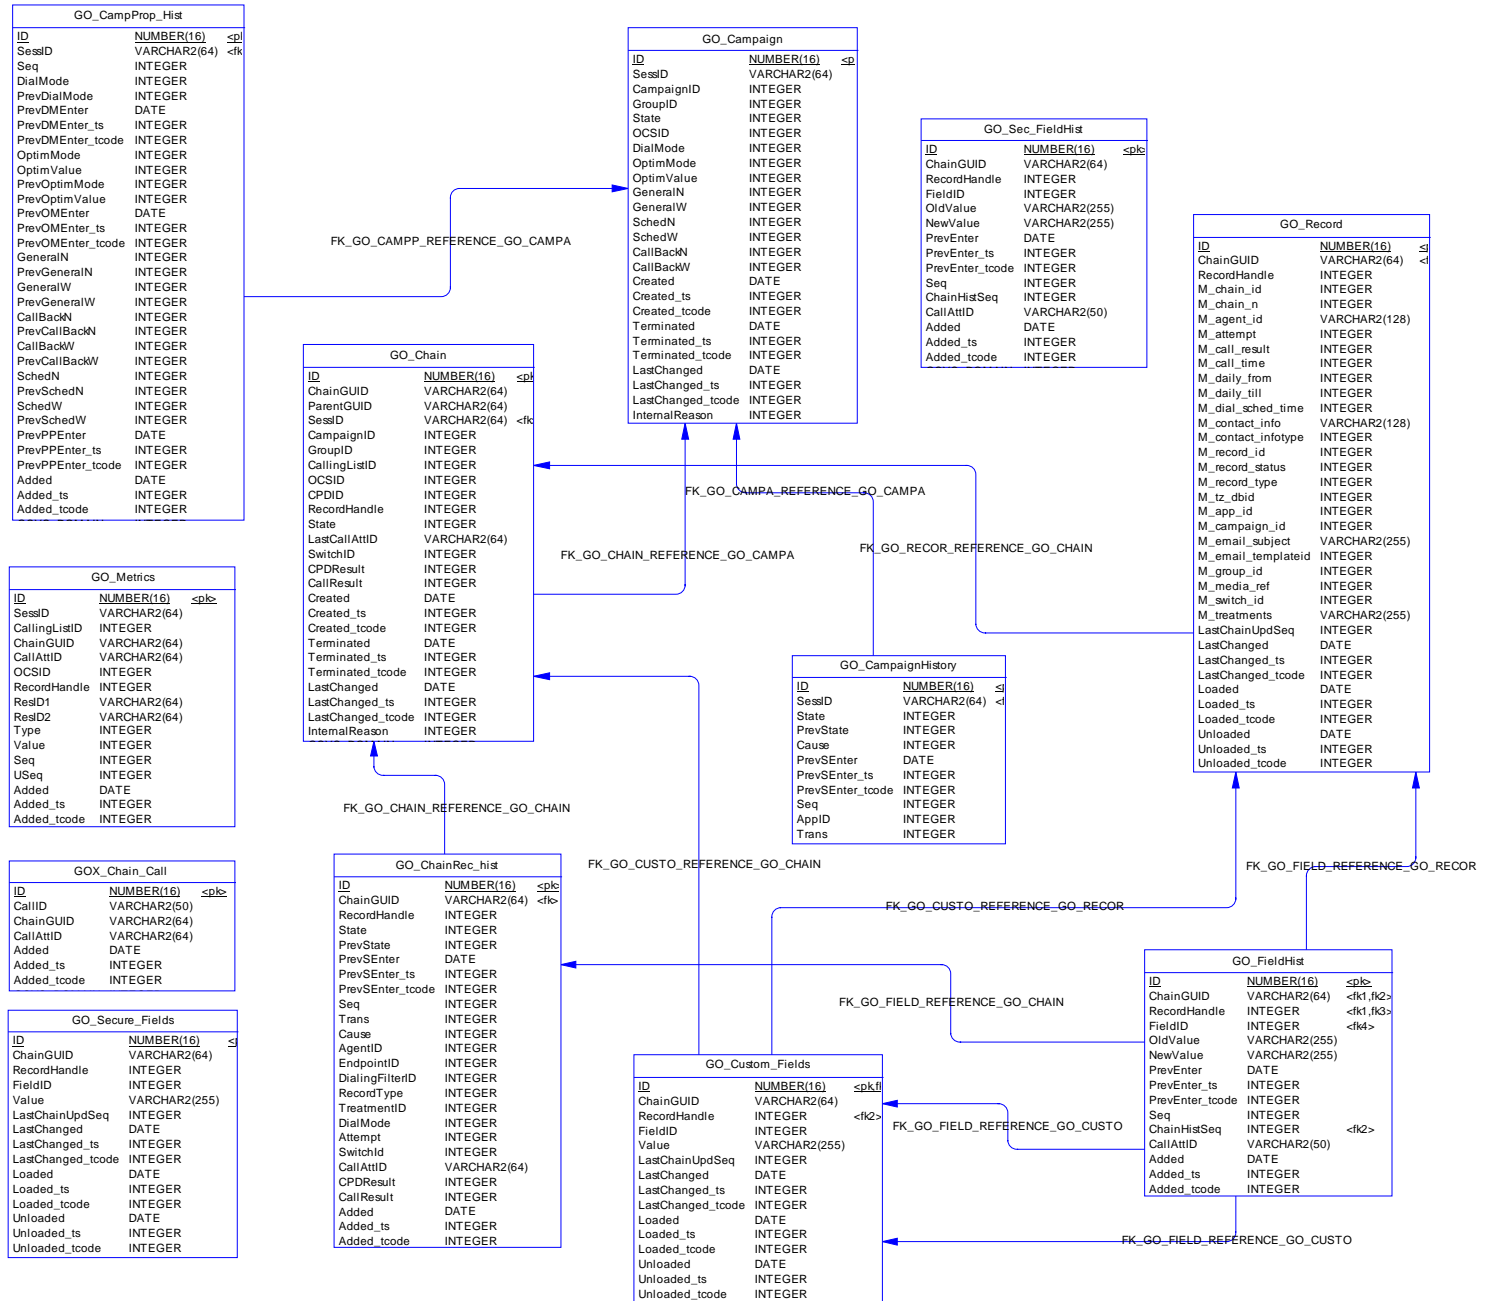 GO_CampProp_Hist
ID NUMBER(16) <pl
SessID VARCHAR2(64) <fk
Seq INTEGER
DialMode INTEGER
PrevDialMode INTEGER
PrevDMEnter DATE
PrevDMEnter_ts INTEGER
PrevDMEnter_tcode INTEGER
OptimMode INTEGER
OptimValue INTEGER
PrevOptimMode INTEGER
PrevOptimValue INTEGER
PrevOMEnter DATE
PrevOMEnter_ts INTEGER
PrevOMEnter_tcode INTEGER
GeneralN INTEGER
PrevGeneralN INTEGER
GeneralW INTEGER
PrevGeneralW INTEGER
CallBackN INTEGER
PrevCallBackN INTEGER
CallBackW INTEGER
PrevCallBackW INTEGER
SchedN INTEGER
PrevSchedN INTEGER
SchedW INTEGER
PrevSchedW INTEGER
PrevPPEnter DATE
PrevPPEnter_ts INTEGER
PrevPPEnter_tcode INTEGER
Added DATE
Added_ts INTEGER
Added_tcode INTEGER
FK_GO_CAMPP_REFERENCE_GO_CAMPA
GO_Campaign
ID NUMBER(16) <p
SessID VARCHAR2(64)
CampaignID INTEGER
GroupID INTEGER
State INTEGER
OCSID INTEGER
DialMode INTEGER
OptimMode INTEGER
OptimValue INTEGER
GeneralN INTEGER
GeneralW INTEGER
SchedN INTEGER
SchedW INTEGER
CallBackN INTEGER
CallBackW INTEGER
Created DATE
Created_ts INTEGER
Created_tcode INTEGER
Terminated DATE
Terminated_ts INTEGER
Terminated_tcode INTEGER
LastChanged DATE
LastChanged_ts INTEGER
LastChanged_tcode INTEGER
InternalReason INTEGER
GO_Sec_FieldHist
ID NUMBER(16) <pk>
ChainGUID VARCHAR2(64)
RecordHandle INTEGER
FieldID INTEGER
OldValue VARCHAR2(255)
NewValue VARCHAR2(255)
PrevEnter DATE
PrevEnter_ts INTEGER
PrevEnter_tcode INTEGER
Seq INTEGER
ChainHistSeq INTEGER
CallAttID VARCHAR2(50)
Added DATE
Added_ts INTEGER
Added_tcode INTEGER
GO_Record
ID NUMBER(16) <
ChainGUID VARCHAR2(64) <f
RecordHandle INTEGER
M_chain_id INTEGER
M_chain_n INTEGER
M_agent_id VARCHAR2(128)
M_attempt INTEGER
M_call_result INTEGER
M_call_time INTEGER
M_daily_from INTEGER
M_daily_till INTEGER
M_dial_sched_time INTEGER
M_contact_info VARCHAR2(128)
M_contact_infotype INTEGER
M_record_id INTEGER
M_record_status INTEGER
M_record_type INTEGER
M_tz_dbid INTEGER
M_app_id INTEGER
M_campaign_id INTEGER
M_email_subject VARCHAR2(255)
M_email_templateid INTEGER
M_group_id INTEGER
M_media_ref INTEGER
M_switch_id INTEGER
M_treatments VARCHAR2(255)
LastChainUpdSeq INTEGER
LastChanged DATE
LastChanged_ts INTEGER
LastChanged_tcode INTEGER
Loaded DATE
Loaded_ts INTEGER
Loaded_tcode INTEGER
Unloaded DATE
Unloaded_ts INTEGER
Unloaded_tcode INTEGER
GO_Chain
ID NUMBER(16) <pk
ChainGUID VARCHAR2(64)
ParentGUID VARCHAR2(64)
SessID VARCHAR2(64) <fk
CampaignID INTEGER
GroupID INTEGER
CallingListID INTEGER
OCSID INTEGER
CPDID INTEGER
RecordHandle INTEGER
State INTEGER
LastCallAttID VARCHAR2(64)
SwitchID INTEGER
CPDResult INTEGER
CallResult INTEGER
Created DATE
Created_ts INTEGER
Created_tcode INTEGER
Terminated DATE
Terminated_ts INTEGER
Terminated_tcode INTEGER
LastChanged DATE
LastChanged_ts INTEGER
LastChanged_tcode INTEGER
InternalReason INTEGER
FK_GO_CAMPA_REFERENCE_GO_CAMPA
FK_GO_CHAIN_REFERENCE_GO_CAMPA
FK_GO_RECOR_REFERENCE_GO_CHAIN
GO_Metrics
ID NUMBER(16) <pk>
SessID VARCHAR2(64)
CallingListID INTEGER
ChainGUID VARCHAR2(64)
CallAttID VARCHAR2(64)
OCSID INTEGER
RecordHandle INTEGER
ResID1 VARCHAR2(64)
ResID2 VARCHAR2(64)
Type INTEGER
Value INTEGER
Seq INTEGER
USeq INTEGER
Added DATE
Added_ts INTEGER
Added_tcode INTEGER
GO_CampaignHistory
ID NUMBER(16) <
SessID VARCHAR2(64) <f
State INTEGER
PrevState INTEGER
Cause INTEGER
PrevSEnter DATE
PrevSEnter_ts INTEGER
PrevSEnter_tcode INTEGER
Seq INTEGER
AppID INTEGER
Trans INTEGER
FK_GO_CHAIN_REFERENCE_GO_CHAIN
FK_GO_CUSTO_REFERENCE_GO_CHAIN
FK_GO_FIELD_REFERENCE_GO_RECOR
FK_GO_CUSTO_REFERENCE_GO_RECOR
GOX_Chain_Call
ID NUMBER(16) <pk>
CallID VARCHAR2(50)
ChainGUID VARCHAR2(64)
CallAttID VARCHAR2(64)
Added DATE
Added_ts INTEGER
Added_tcode INTEGER
GO_ChainRec_hist
ID NUMBER(16) <pk>
ChainGUID VARCHAR2(64) <fk>
RecordHandle INTEGER
State INTEGER
PrevState INTEGER
PrevSEnter DATE
PrevSEnter_ts INTEGER
PrevSEnter_tcode INTEGER
Seq INTEGER
Trans INTEGER
Cause INTEGER
AgentID INTEGER
EndpointID INTEGER
DialingFilterID INTEGER
RecordType INTEGER
TreatmentID INTEGER
DialMode INTEGER
Attempt INTEGER
SwitchId INTEGER
CallAttID VARCHAR2(64)
CPDResult INTEGER
CallResult INTEGER
Added DATE
Added_ts INTEGER
Added_tcode INTEGER
FK_GO_FIELD_REFERENCE_GO_CHAIN
GO_FieldHist
ID NUMBER(16) <pk>
ChainGUID VARCHAR2(64) <fk1,fk2>
RecordHandle INTEGER <fk1,fk3>
FieldID INTEGER <fk4>
OldValue VARCHAR2(255)
NewValue VARCHAR2(255)
PrevEnter DATE
PrevEnter_ts INTEGER
PrevEnter_tcode INTEGER
Seq INTEGER
ChainHistSeq INTEGER <fk2>
CallAttID VARCHAR2(50)
Added DATE
Added_ts INTEGER
Added_tcode INTEGER
GO_Secure_Fields
ID NUMBER(16) <p
ChainGUID VARCHAR2(64)
RecordHandle INTEGER
FieldID INTEGER
Value VARCHAR2(255)
LastChainUpdSeq INTEGER
LastChanged DATE
LastChanged_ts INTEGER
LastChanged_tcode INTEGER
Loaded DATE
Loaded_ts INTEGER
Loaded_tcode INTEGER
Unloaded DATE
Unloaded_ts INTEGER
Unloaded_tcode INTEGER
GO_Custom_Fields
ID NUMBER(16) <pk,fl
ChainGUID VARCHAR2(64)
RecordHandle INTEGER <fk2>
FieldID INTEGER
Value VARCHAR2(255)
LastChainUpdSeq INTEGER
LastChanged DATE
LastChanged_ts INTEGER
LastChanged_tcode INTEGER
Loaded DATE
Loaded_ts INTEGER
Loaded_tcode INTEGER
Unloaded DATE
Unloaded_ts INTEGER
Unloaded_tcode INTEGER
FK_GO_FIELD_REFERENCE_GO_CUSTO
FK_GO_FIELD_REFERENCE_GO_CUSTO